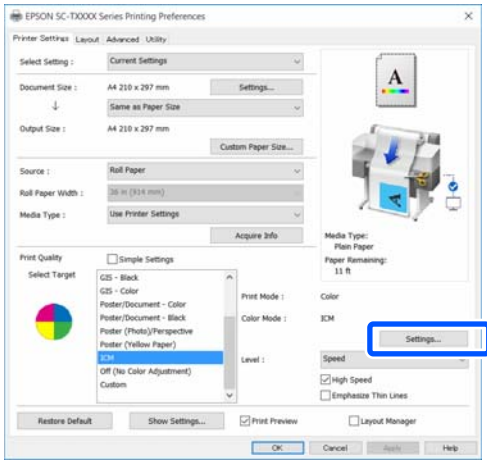 EPSON SC-TXXXX Series Printing Preferences
Printer Settings Layout Advanced Utility
Select Setting : Current Settings
Document Size : A4 210 x 297 mm Settings...
Same as Paper Size
Output Size : A4 210 x 297 mm
Custom Paper Size...
Source : Roll Paper
Roll Paper Width : 36 in (914 mm)
Media Type : Use Printer Settings
Acquire Info
A
Media Type:
Plain Paper
Paper Remaining:
11 ft
Print Quality Simple Settings
Select Target
GIS - Black
GIS - Color
Poster/Document - Color
Poster/Document - Black
Poster (Photo)/Perspective
Poster (Yellow Paper)
ICM
Off (No Color Adjustment)
Custom
Print Mode : Color
Color Mode : ICM
Settings...
Level : Speed
High Speed
Emphasize Thin Lines
Restore Default Show Settings... Print Preview Layout Manager
OK Cancel Apply Help